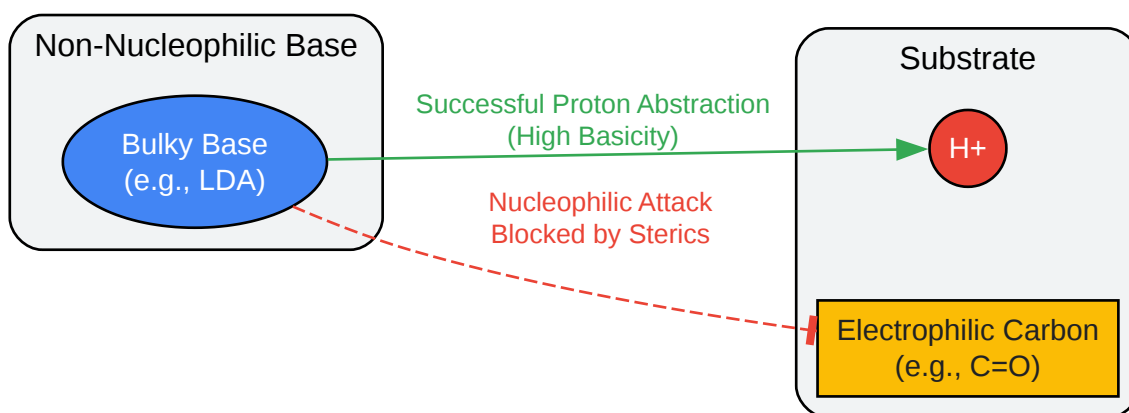 Non-Nucleophilic Base
Bulky Base
(e.g., LDA)
Successful Proton Abstraction
(High Basicity)
Nucleophilic Attack
Blocked by Sterics
Substrate
H+
Electrophilic Carbon
(e.g., C=O)